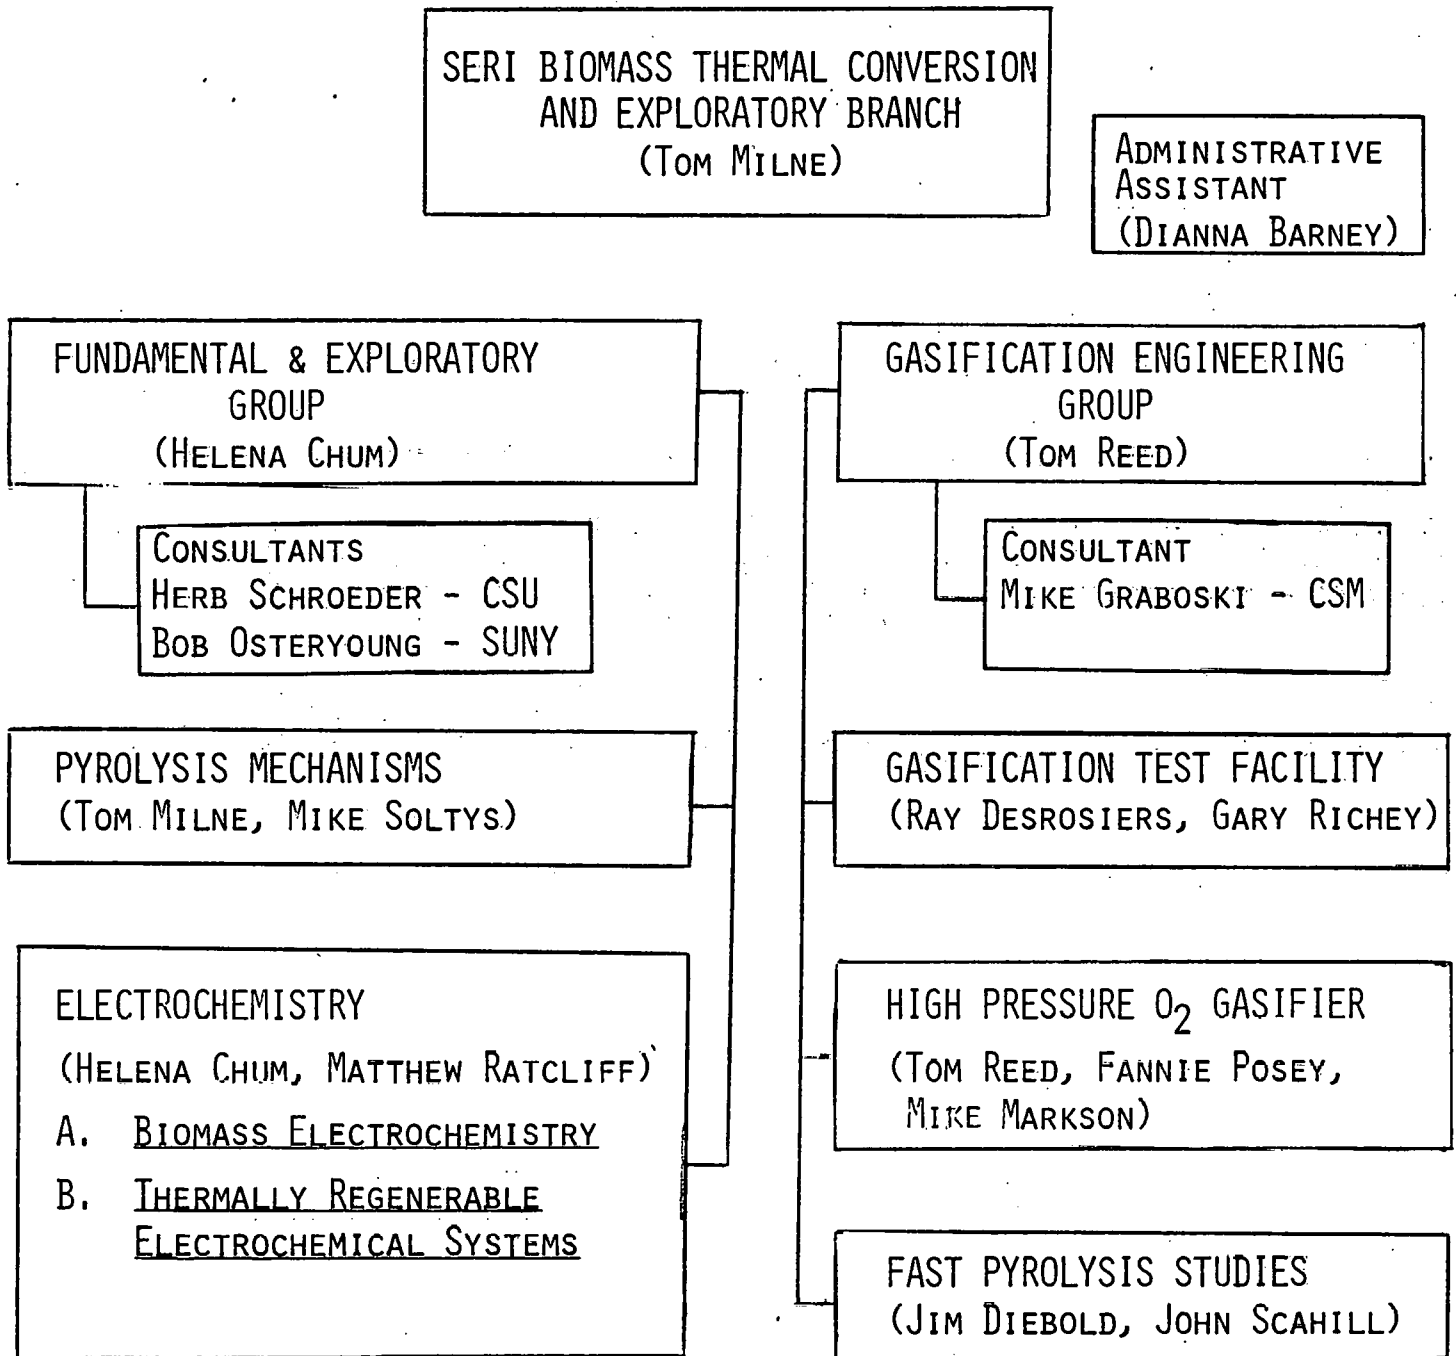 SERI BIOMASS THERMAL CONVERSION
AND EXPLORATORY BRANCH
(TOM MILNE)
ADMINISTRATIVE
ASSISTANT
(DIANNA BARNEY)
FUNDAMENTAL & EXPLORATORY
GROUP
(HELENA CHUM)
CONSULTANTS
HERB SCHROEDER - CSU
BOB OSTERYOUNG - SUNY
PYROLYSIS MECHANISMS
(TOM MILNE, MIKE SOLTYS)
ELECTROCHEMISTRY
(HELENA CHUM, MATTHEW RATCLIFF)
A. BIOMASS ELECTROCHEMISTRY
B. THERMALLY REGENERABLE
ELECTROCHEMICAL SYSTEMS
GASIFICATION ENGINEERING
GROUP
(TOM REED)
CONSULTANT
MIKE GRABOSKI - CSM
GASIFICATION TEST FACILITY
(RAY DESROSIERS, GARY RICHEY)
HIGH PRESSURE O2 GASIFIER
(TOM REED, FANNIE POSEY,
MIKE MARKSON)
FAST PYROLYSIS STUDIES
(JIM DIEBOLD, JOHN SCAHILL)